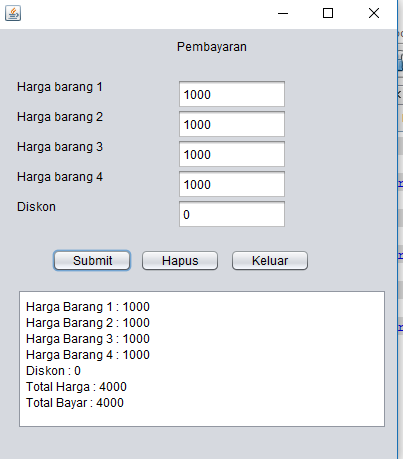 Pembayaran
Harga barang 1 1000
Harga barang 2 1000
Harga barang 3 1000
Harga barang 4 1000
Diskon 0
Submit Hapus Keluar
Harga Barang 1 : 1000
Harga Barang 2 : 1000
Harga Barang 3 : 1000
Harga Barang 4 : 1000
Diskon : 0
Total Harga : 4000
Total Bayar : 4000